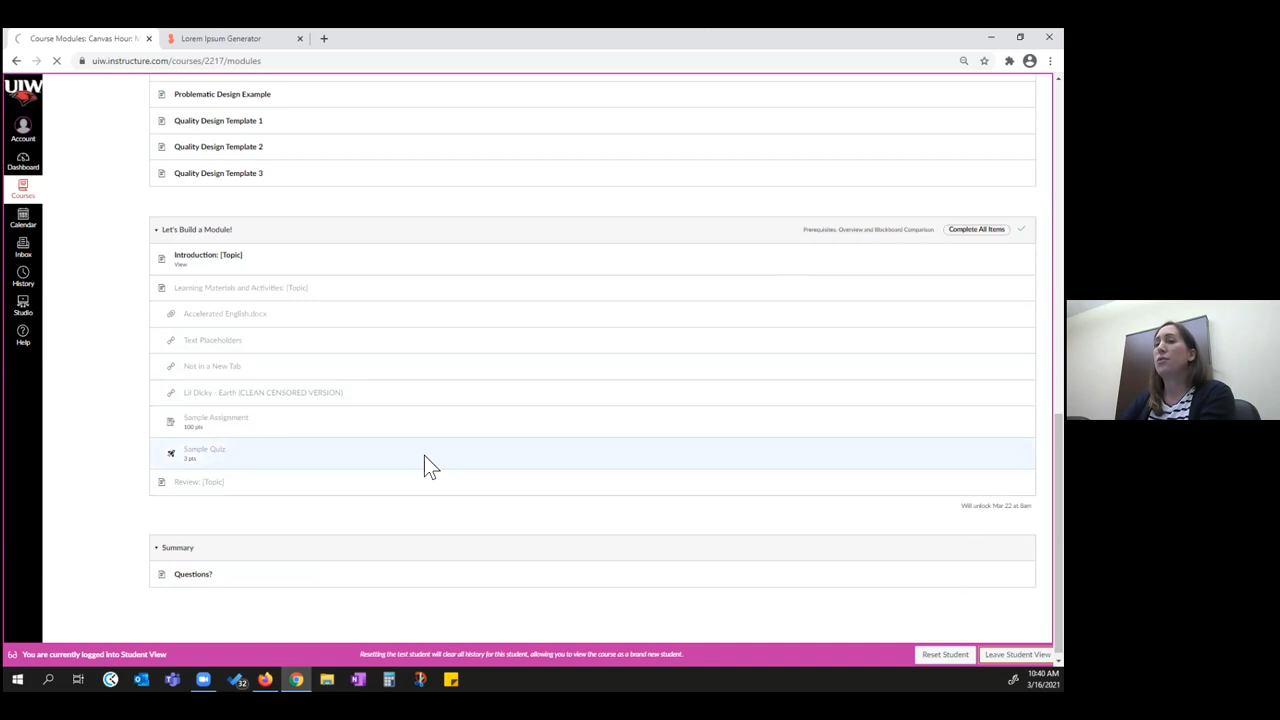 Course Modules: Canvas Hour: M
Lorem Ipsum Generator
uiw.instructure.com/courses/2217/modules
UIW
Account
Dashboard
Courses
Calendar
Inbox
History
Studio
Help
Problematic Design Example
Quality Design Template 1
Quality Design Template 2
Quality Design Template 3
Let's Build a Module!
Prerequisites: Overview and Blackboard Comparison
Complete All Items
Introduction: [Topic]
View
Learning Materials and Activities: [Topic]
Accelerated English.docx
Text Placeholders
Not in a New Tab
Lil Dicky - Earth (CLEAN CENSORED VERSION)
Sample Assignment
100 pts
Sample Quiz
3 pts
Review: [Topic]
Will unlock Mar 22 at 8am
Summary
Questions?
You are currently logged into Student View
Resetting the test student will clear all history for this student, allowing you to view the course as a brand new student.
Reset Student
Leave Student View
32
10:40 AM
3/16/2021